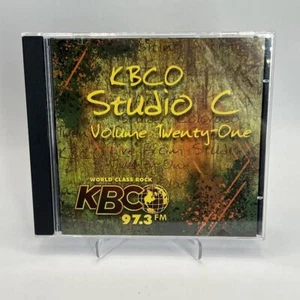 KBCO
Studio C
Volume Twenty-One
WORLD CLASS ROCK
KBCO
97.3 FM